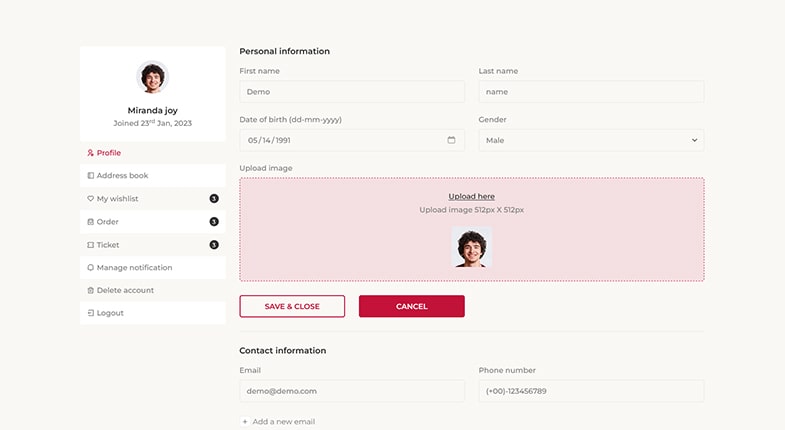 Miranda joy
Joined 23rd Jan, 2023
Profile
Address book
My wishlist 3
Order 3
Ticket 3
Manage notification
Delete account
Logout
Personal information
First name Last name
Demo name
Date of birth (dd-mm-yyyy) Gender
05/14/1991 Male
Upload image
Upload here
Upload image 512px X 512px
SAVE & CLOSE CANCEL
Contact information
Email Phone number
demo@demo.com (+00)-123456789
+ Add a new email